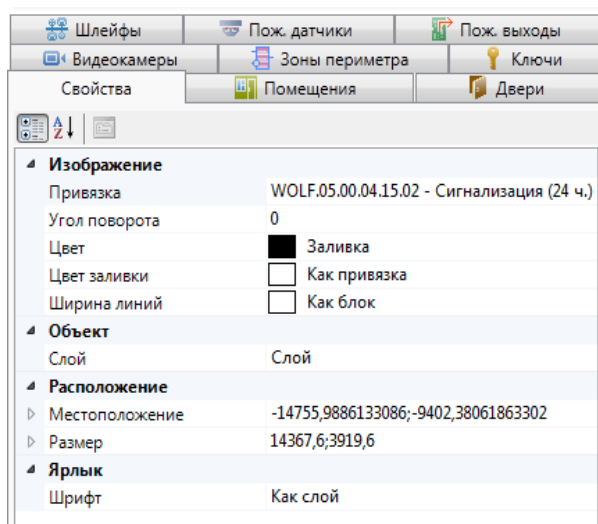 Шлейфы Пож. датчики Пож. выходы
Видеокамеры Зоны периметра Ключи
Свойства Помещения Двери
Изображение
Привязка WOLF.05.00.04.15.02 - Сигнализация (24 ч.)
Угол поворота 0
Цвет Заливка
Цвет заливки Как привязка
Ширина линий Как блок
Объект
Слой Слой
Расположение
Местоположение -14755,9886133086;-9402,38061863302
Размер 14367,6;3919,6
Ярлык
Шрифт Как слой